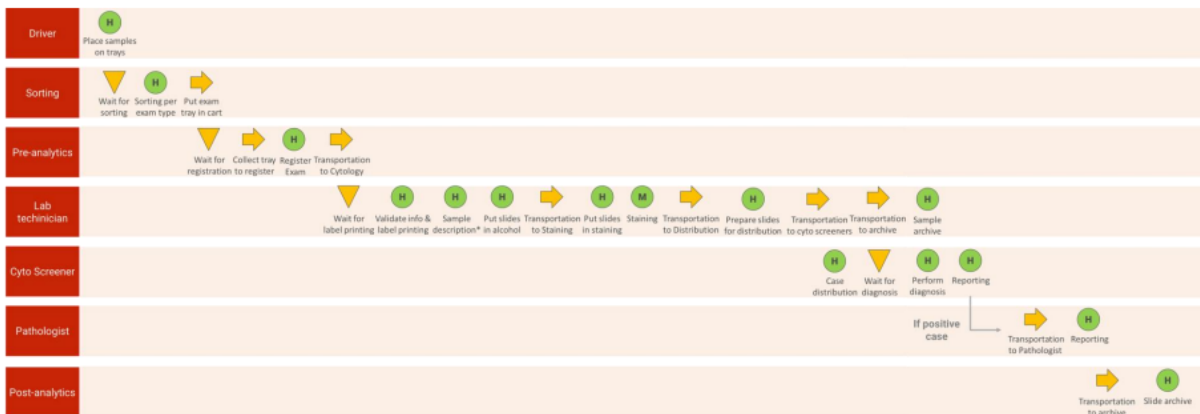 Driver
H
Place samples
on trays
Sorting
H
Wait for
sorting
Sorting per
exam type
Put exam
tray in cart
Pre-analytics
H
Wait for
registration
Collect tray
to register
Register
Exam
Transportation
to Cytology
Lab
techinician
H
H
H
H
M
H
H
Wait for
label printing
Validate info &
label printing
Sample
description*
Put slides
in alcohol
Transportation
to Staining
Put slides
in staining
Staining
Transportation
to Distribution
Prepare slides
for distribution
Transportation
to cyto screeners
Transportation
to archive
Sample
archive
Cyto Screener
H
H
H
Case
distribution
Wait for
diagnosis
Perform
diagnosis
Reporting
Pathologist
If positive
case
H
Transportation
to Pathologist
Reporting
Post-analytics
H
Transportation
to archive
Slide archive